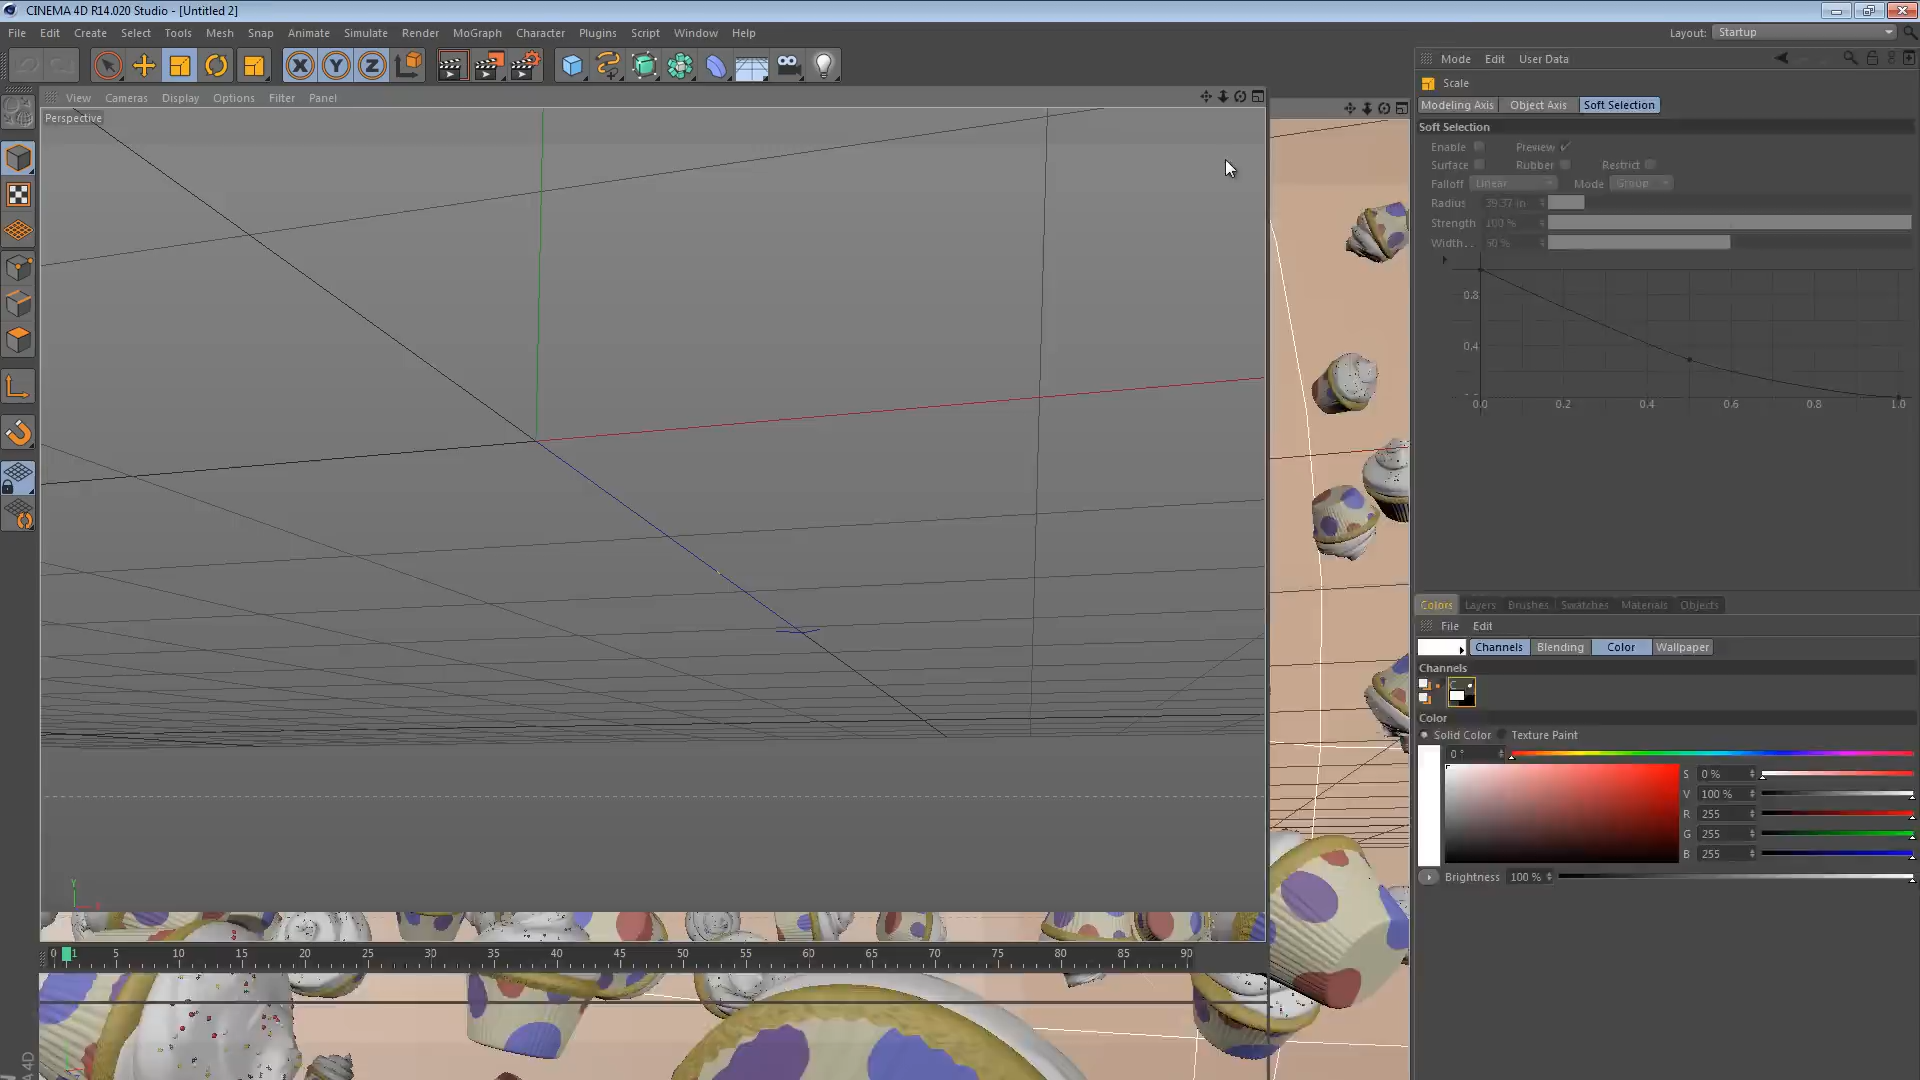 CINEMA 4D R14.020 Studio - [Untitled 2]
File Edit Create Select Tools Mesh Snap Animate Simulate Render MoGraph Character Plugins Script Window Help
Layout: Startup
X Y Z
Mode Edit User Data
Scale
View Cameras Display Options Filter Panel
Modeling Axis Object Axis Soft Selection
Perspective
Soft Selection
Enable Preview
Surface Rubber Restrict
Falloff Linear Mode Group
Radius 39.37 in
Strength 100 %
Width.. 50 %
0.8
0.4
0.0 0.2 0.4 0.6 0.8 1.0
Colors Layers Brushes Swatches Materials Objects
File Edit
Channels Blending Color Wallpaper
Channels
Color
Solid Color Texture Paint
0 °
S 0 %
V 100 %
R 255
G 255
B 255
Brightness 100 %
Y
0 1 5 10 15 20 25 30 35 40 45 50 55 60 65 70 75 80 85 90